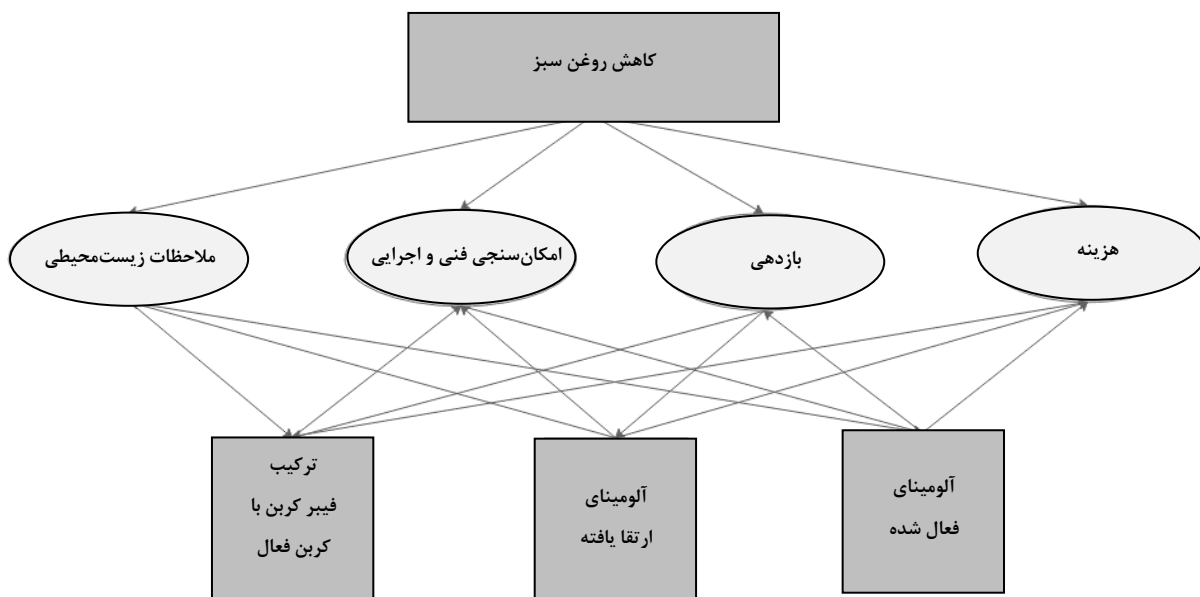 کاهش روغن سبز
هزینه
بازدهی
امکان‌سنجی فنی و اجرایی
ملاحظات زیست‌محیطی
آلومینای
فعال شده
آلومینای
ارتقا یافته
ترکیب
فیبر کربن با
کربن فعال